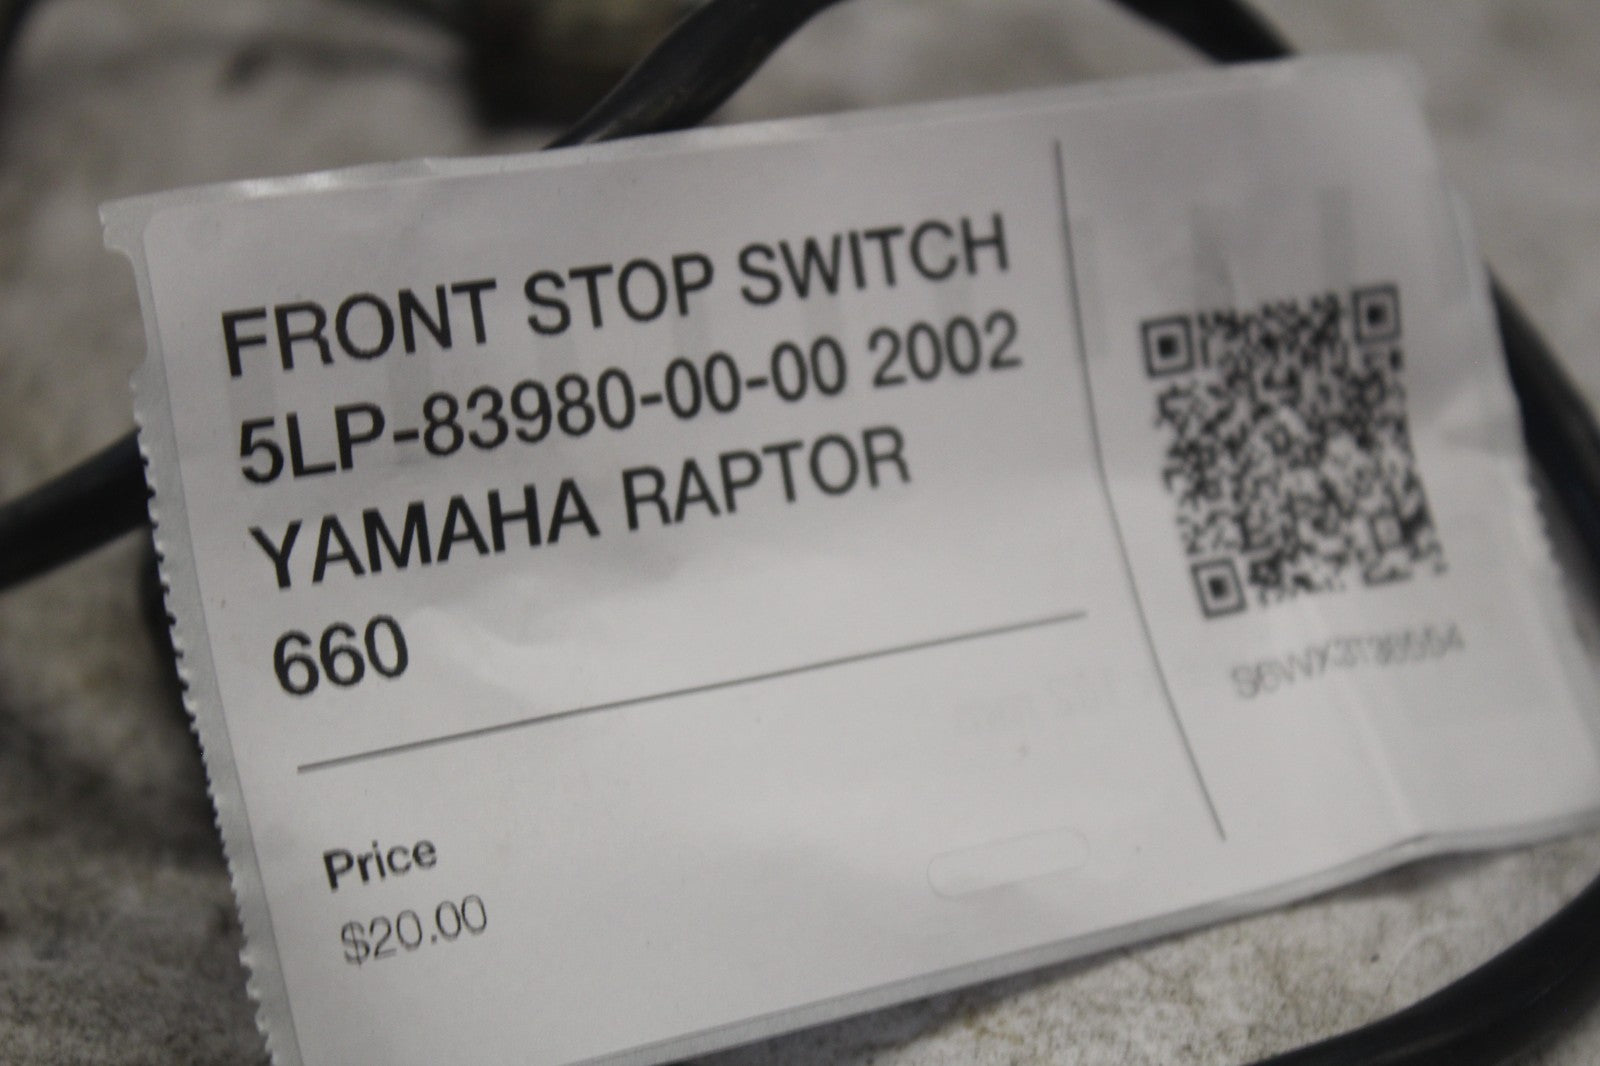 FRONT STOP SWITCH
5LP-83980-00-00 2002
YAMAHA RAPTOR
660
Price
$20.00